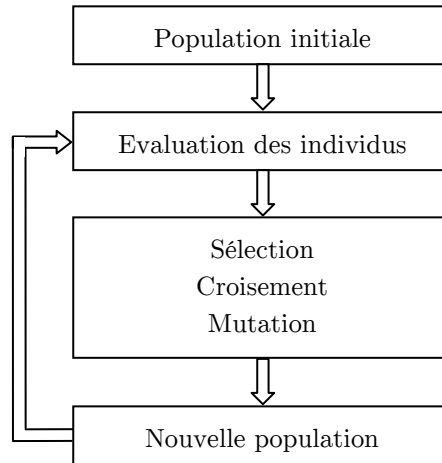 Population initiale
Evaluation des individus
Sélection
Croisement
Mutation
Nouvelle population